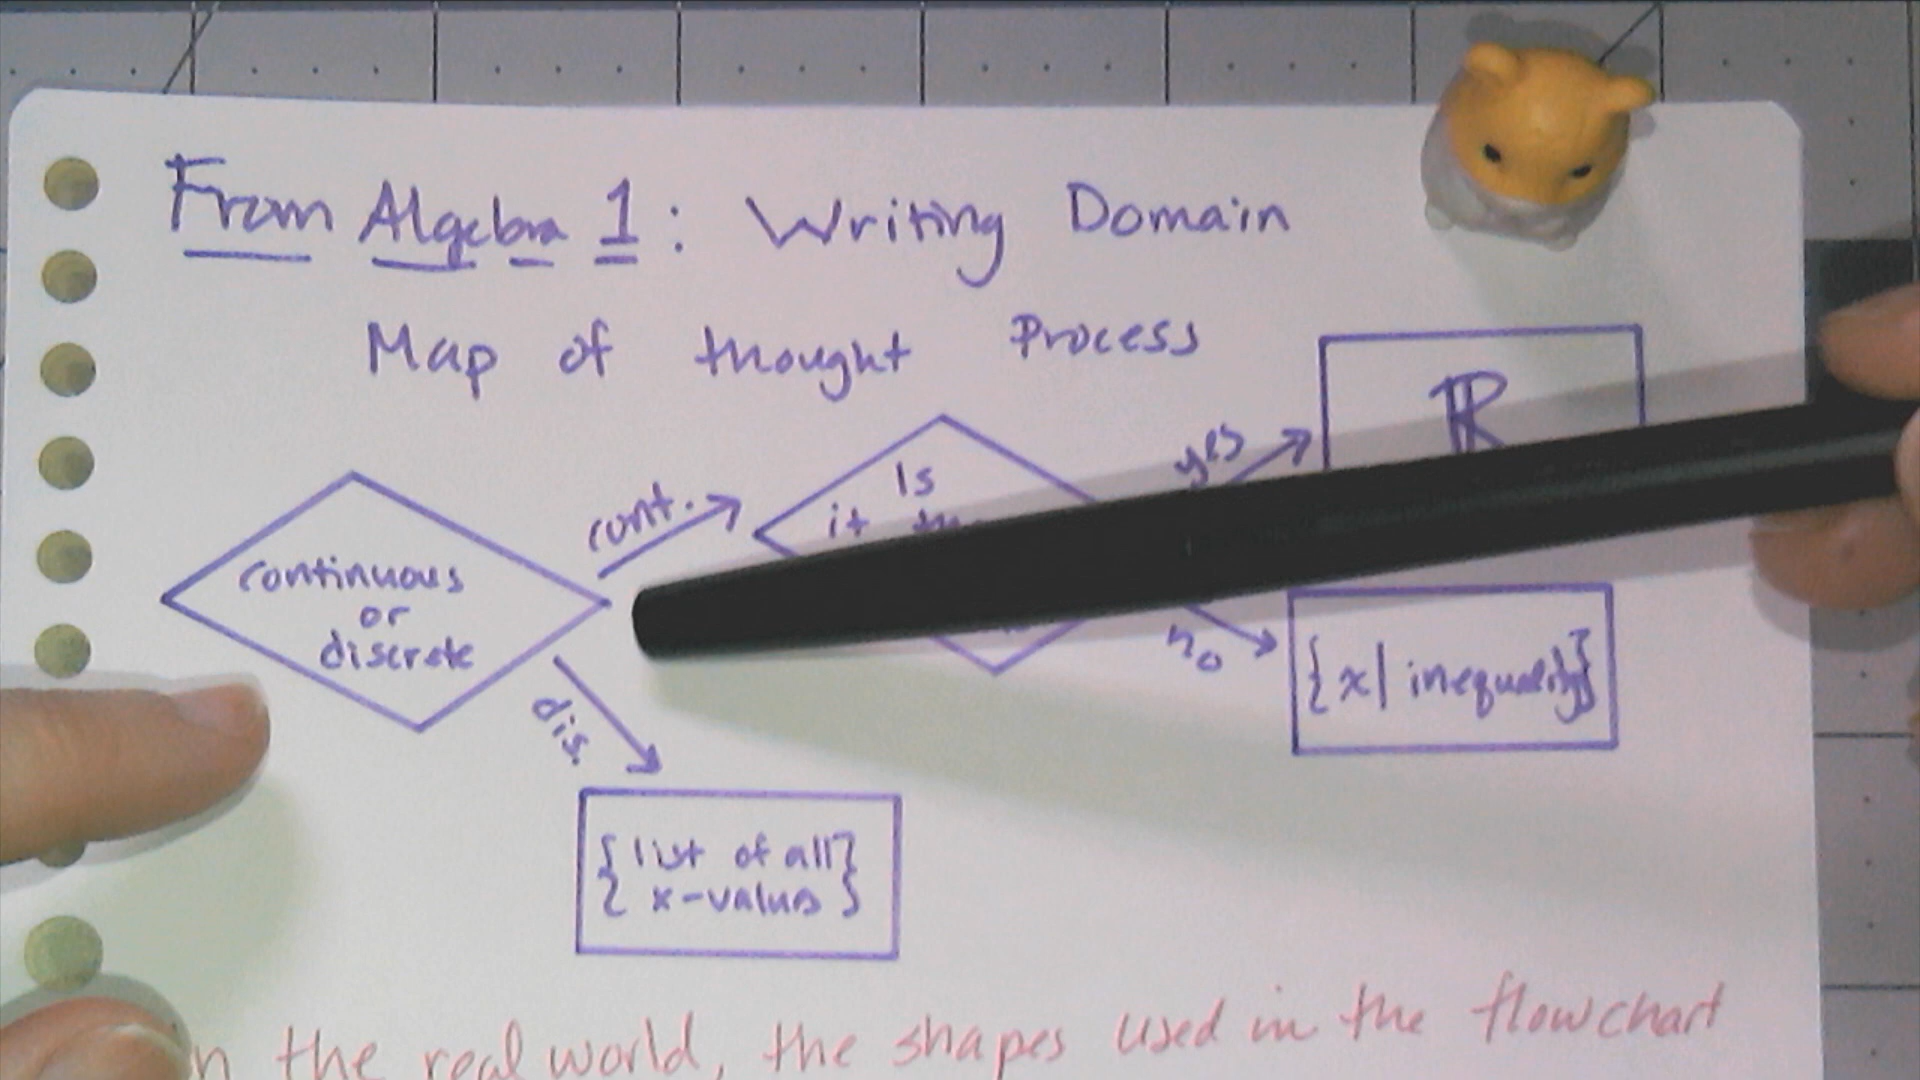 From Algebra 1: Writing Domain
Map of thought Process
continuous
or
discrete
cont.
dis.
Is
it
yes
no
ℝ
{x| inequality}
{list of all
x-values}
the real world, the shapes used in the flowchart